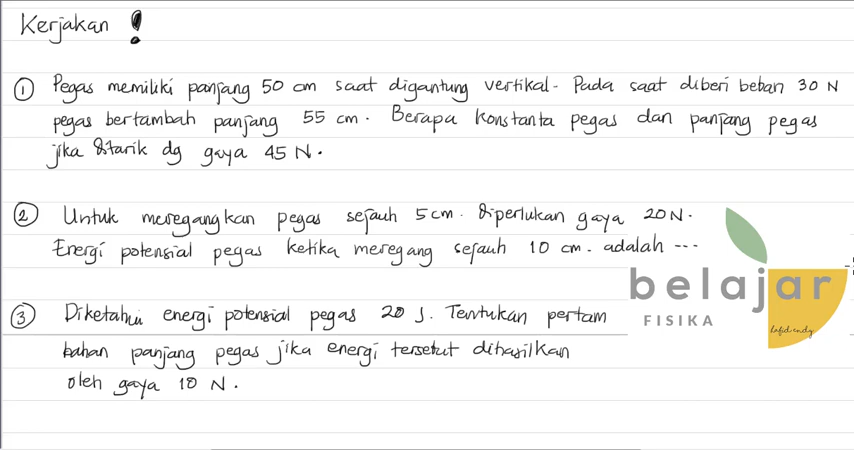 Kerjakan !
① Pegas memiliki panjang 50 cm saat digantung vertikal. Pada saat diberi beban 30 N
pegas bertambah panjang 55 cm. Berapa konstanta pegas dan panjang pegas
jika ditarik dg gaya 45 N.
② Untuk meregangkan pegas sejauh 5 cm. diperlukan gaya 20 N.
Energi potensial pegas ketika meregang sejauh 10 cm. adalah ---
belajar
FISIKA
hafid endy
③ Diketahui energi potensial pegas 20 J. Tentukan pertam
bahan panjang pegas jika energi tersebut dihasilkan
oleh gaya 10 N.